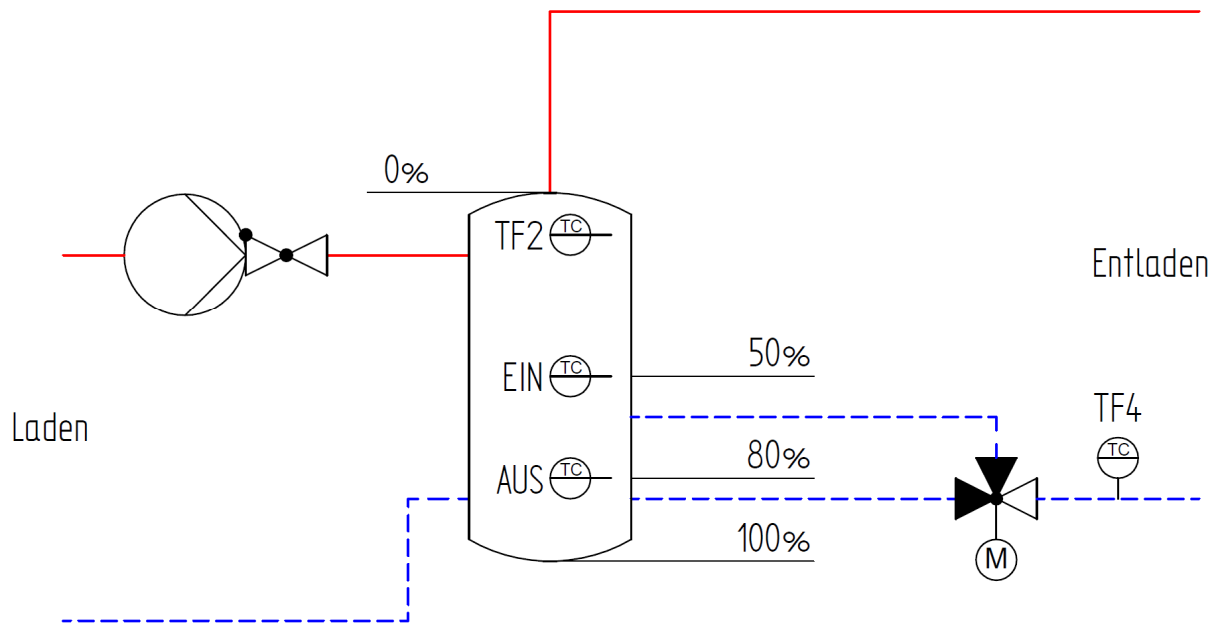 0%
TF2 TC
Entladen
50%
EIN TC
TF4
Laden
TC
80%
AUS TC
100%
M